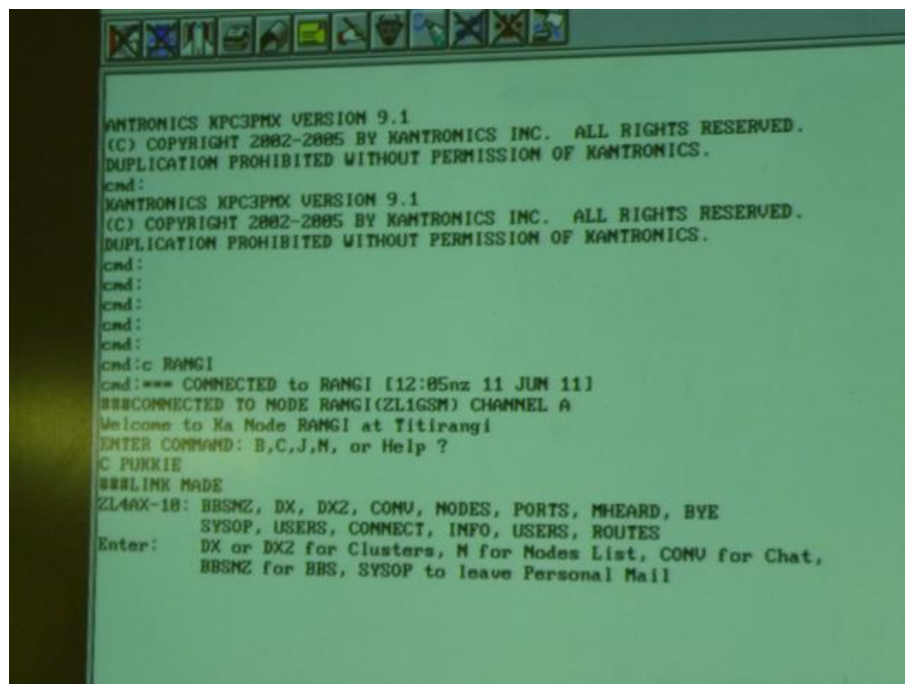 ANTRONICS KPC3PMX VERSION 9.1
(C) COPYRIGHT 2002-2005 BY KANTRONICS INC. ALL RIGHTS RESERVED.
DUPLICATION PROHIBITED WITHOUT PERMISSION OF KANTRONICS.
cmd:
KANTRONICS KPC3PMX VERSION 9.1
(C) COPYRIGHT 2002-2005 BY KANTRONICS INC. ALL RIGHTS RESERVED.
DUPLICATION PROHIBITED WITHOUT PERMISSION OF KANTRONICS.
cmd:
cmd:
cmd:
cmd:
cmd:
cmd:c RANGI
cmd:*** CONNECTED to RANGI [12:05nz 11 JUN 11]
###CONNECTED TO NODE RANGI(ZL1GSM) CHANNEL A
Welcome to Ka Node RANGI at Titirangi
ENTER COMMAND: B,C,J,N, or Help ?
C PUKKIE
###LINK MADE
ZL4AX-10: BBSNZ, DX, DX2, CONV, NODES, PORTS, MHEARD, BYE
SYSOP, USERS, CONNECT, INFO, USERS, ROUTES
Enter: DX or DX2 for Clusters, N for Nodes List, CONV for Chat,
BBSNZ for BBS, SYSOP to leave Personal Mail